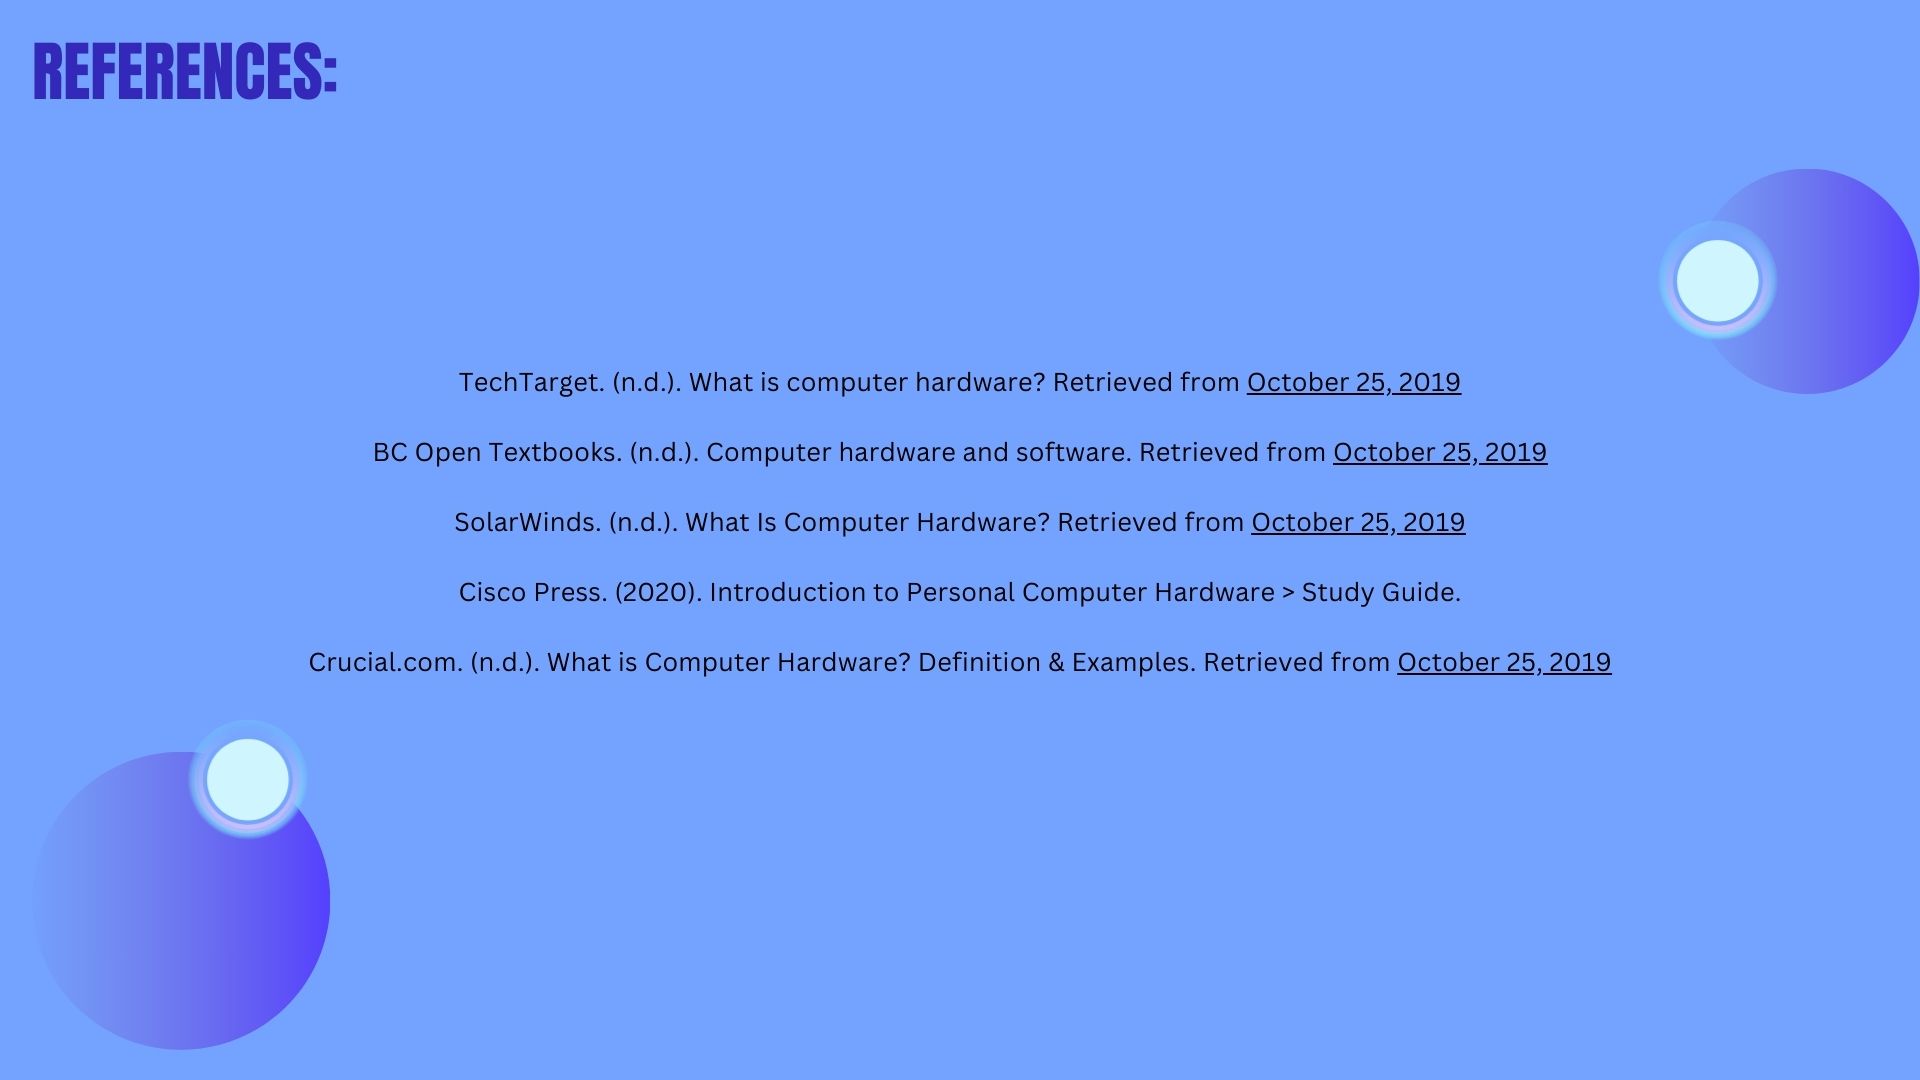 REFERENCES:
TechTarget. (n.d.). What is computer hardware? Retrieved from October 25, 2019
BC Open Textbooks. (n.d.). Computer hardware and software. Retrieved from October 25, 2019
SolarWinds. (n.d.). What Is Computer Hardware? Retrieved from October 25, 2019
Cisco Press. (2020). Introduction to Personal Computer Hardware > Study Guide.
Crucial.com. (n.d.). What is Computer Hardware? Definition & Examples. Retrieved from October 25, 2019